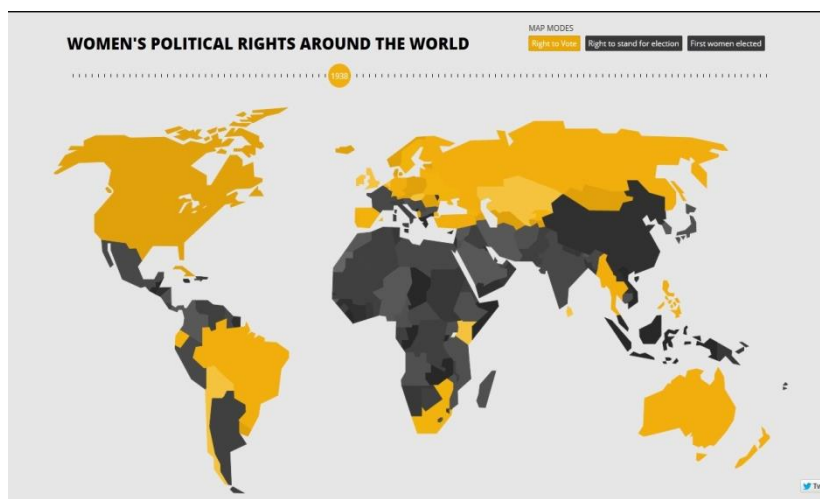 MAP MODES
WOMEN'S POLITICAL RIGHTS AROUND THE WORLD
Right to Vote Right to stand for election First women elected
1938